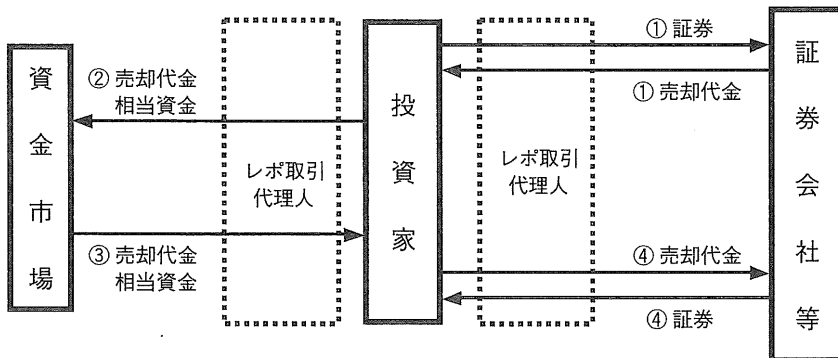 資金市場
② 売却代金
相当資金
③ 売却代金
相当資金
レポ取引
代理人
投資家
① 証券
① 売却代金
レポ取引
代理人
④ 売却代金
④ 証券
証券会社等